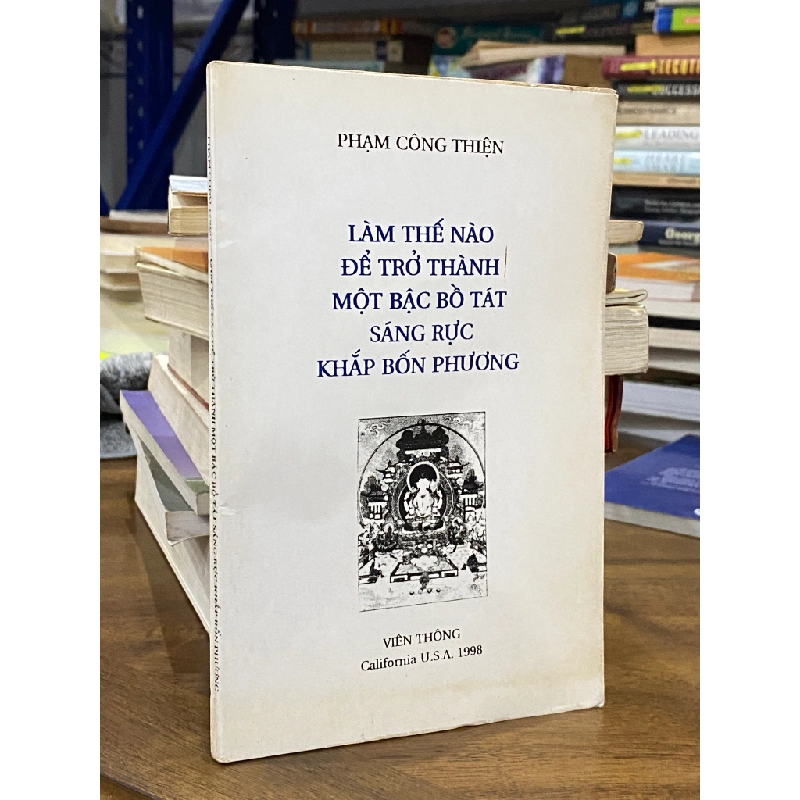 PHẠM CÔNG THIỆN
LÀM THẾ NÀO
ĐỂ TRỞ THÀNH
MỘT BẬC BỒ TÁT
SÁNG RỰC
KHẮP BỐN PHƯƠNG
VIÊN THÔNG
California U.S.A. 1998
LEADING